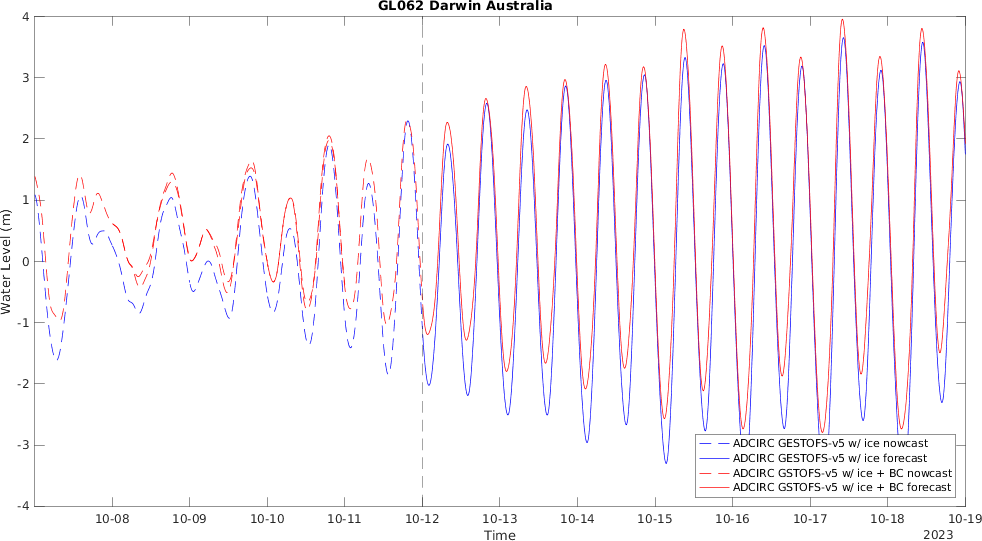 GL062 Darwin Australia
4
3
2
1
0
-1
-2
-3
-4
Water Level (m)
ADCIRC GESTOFS-v5 w/ ice nowcast
ADCIRC GESTOFS-v5 w/ ice forecast
ADCIRC GSTOFS-v5 w/ ice + BC nowcast
ADCIRC GSTOFS-v5 w/ ice + BC forecast
10-08 10-09 10-10 10-11 10-12 10-13 10-14 10-15 10-16 10-17 10-18 10-19
Time
2023